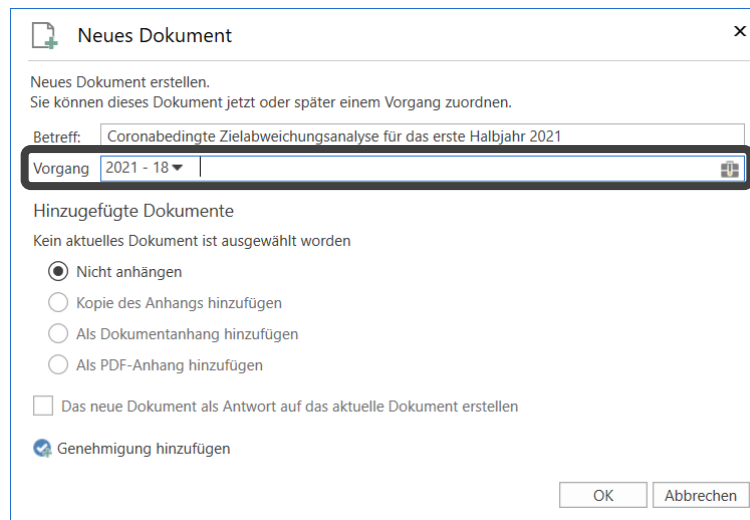 Neues Dokument
Neues Dokument erstellen.
Sie können dieses Dokument jetzt oder später einem Vorgang zuordnen.
Betreff: Coronabedingte Zielabweichungsanalyse für das erste Halbjahr 2021
Vorgang 2021 - 18
Hinzugefügte Dokumente
Kein aktuelles Dokument ist ausgewählt worden
Nicht anhängen
Kopie des Anhangs hinzufügen
Als Dokumentanhang hinzufügen
Als PDF-Anhang hinzufügen
Das neue Dokument als Antwort auf das aktuelle Dokument erstellen
Genehmigung hinzufügen
OK Abbrechen